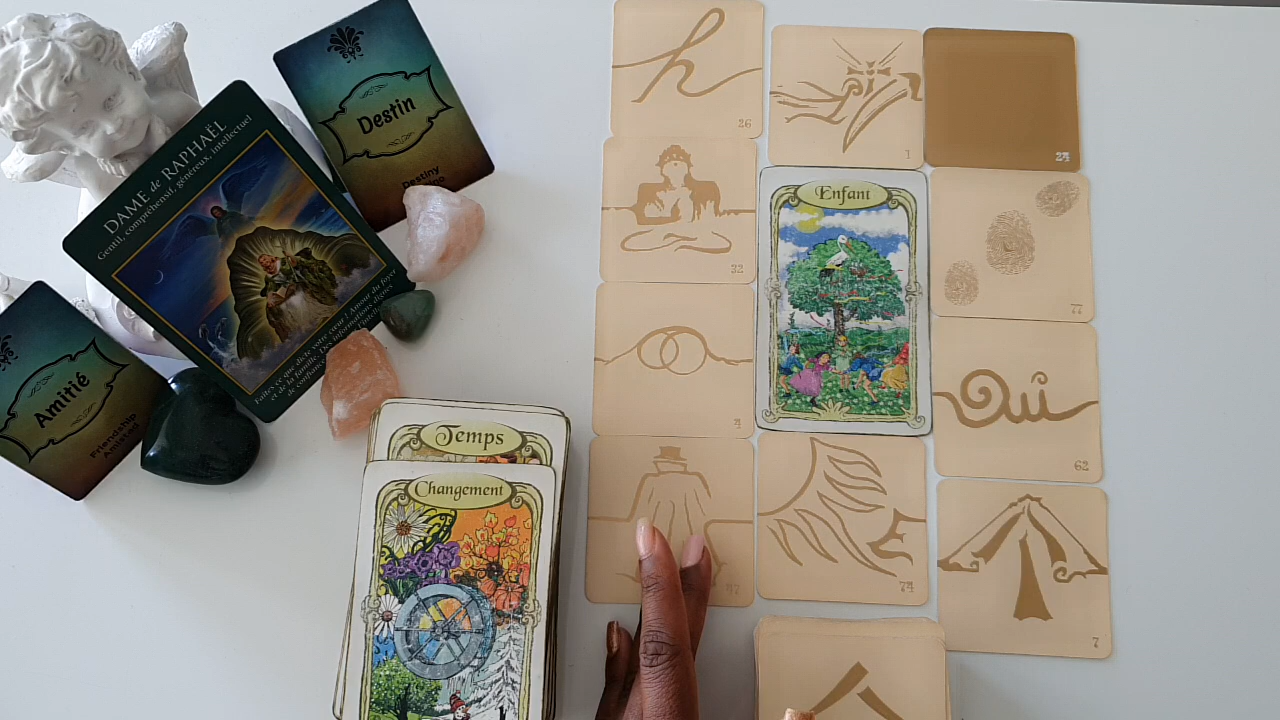 Destin
Destiny
DAME de RAPHAËL
Gentil, compréhensif, généreux, intellectuel
Amitié
Friendship
Amistad
Temps
Changement
26
1
32
Enfant
77
Oui
62
74
7